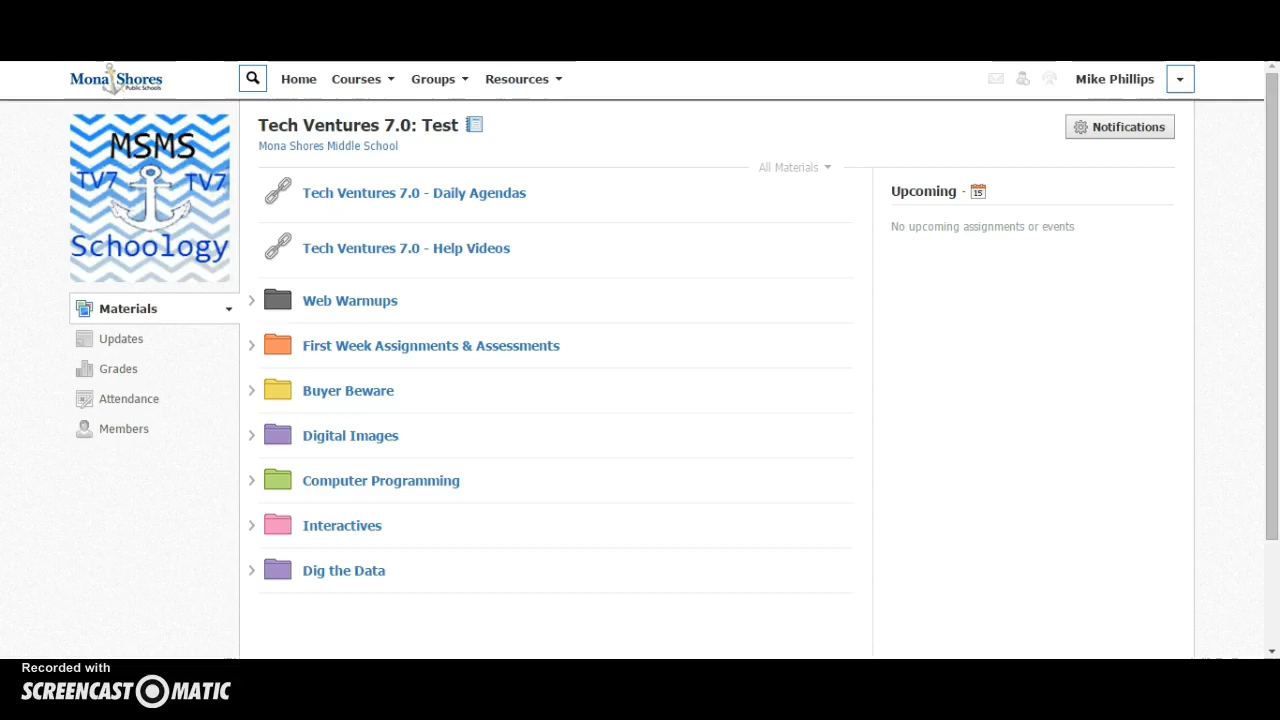 Mona Shores
Public Schools
Home
Courses
Groups
Resources
Mike Phillips
MSMS
TV7 TV7
Schoology
Tech Ventures 7.0: Test
Mona Shores Middle School
Notifications
All Materials
Tech Ventures 7.0 - Daily Agendas
Tech Ventures 7.0 - Help Videos
Web Warmups
First Week Assignments & Assessments
Buyer Beware
Digital Images
Computer Programming
Interactives
Dig the Data
Upcoming - 15
No upcoming assignments or events
Materials
Updates
Grades
Attendance
Members
Recorded with
SCREENCAST MATIC